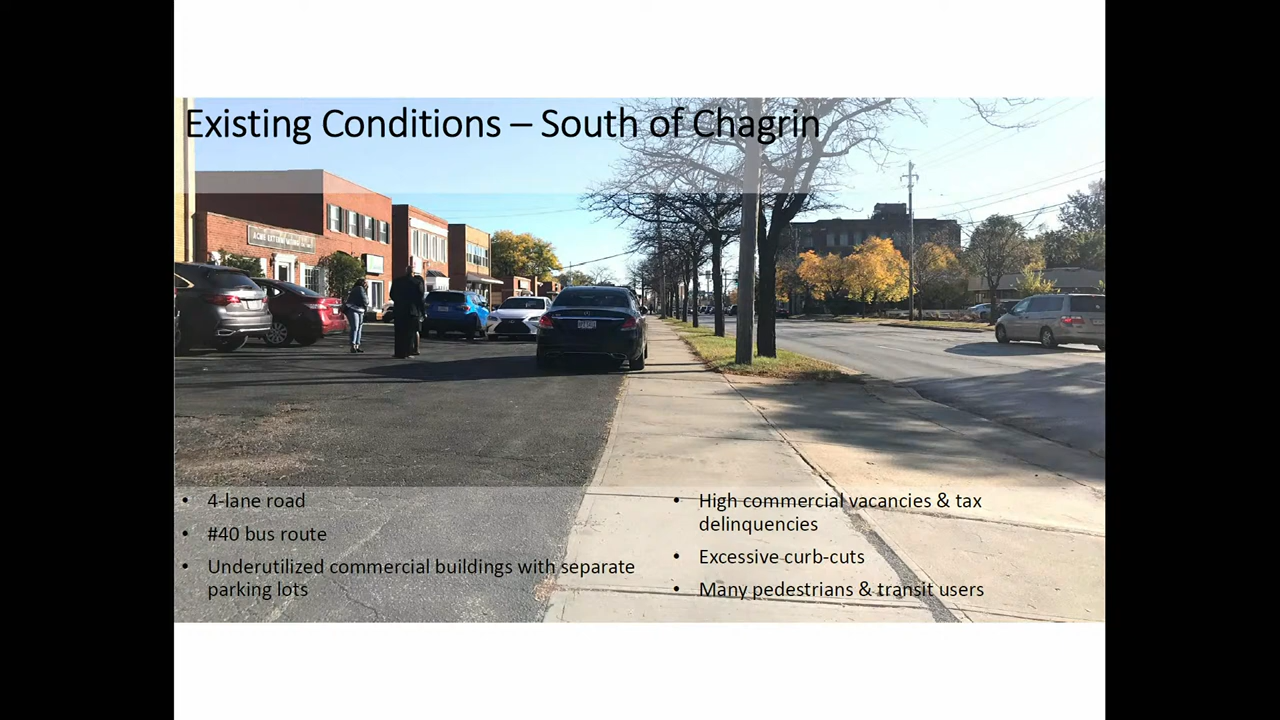 Existing Conditions – South of Chagrin
• 4-lane road
• #40 bus route
• Underutilized commercial buildings with separate
parking lots
• High commercial vacancies & tax
delinquencies
• Excessive curb-cuts
• Many pedestrians & transit users